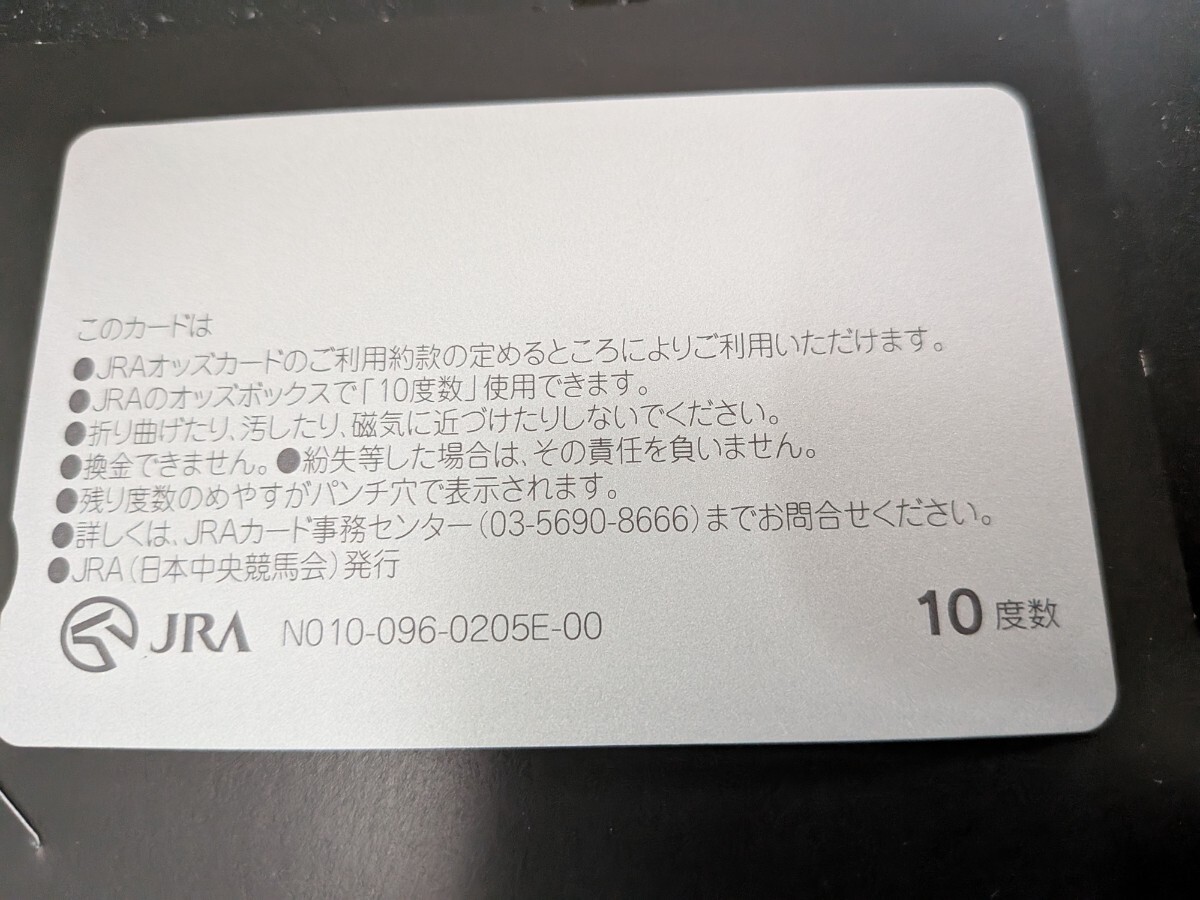 このカードは
●JRAオッズカードのご利用約款の定めるところによりご利用いただけます。
●JRAのオッズボックスで「10度数」使用できます。
●折り曲げたり、汚したり、磁気に近づけたりしないでください。
●換金できません。●紛失等した場合は、その責任を負いません。
●残り度数のめやすがパンチ穴で表示されます。
●詳しくは、JRAカード事務センター(03-5690-8666)までお問合せください。
●JRA(日本中央競馬会)発行
JRA N010-096-0205E-00 10度数